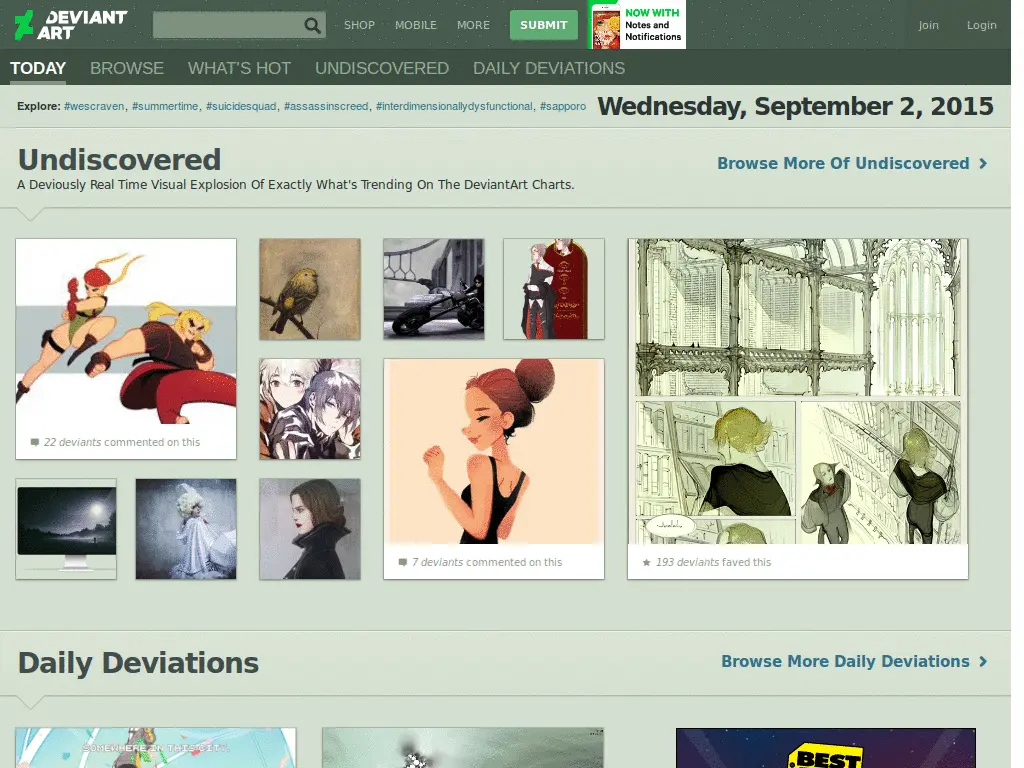 DEVIANT ART
SHOP MOBILE MORE SUBMIT
NOW WITH
Notes and
Notifications
Join Login
TODAY BROWSE WHAT'S HOT UNDISCOVERED DAILY DEVIATIONS
Explore: #wescraven, #summertime, #suicidesquad, #assassinscreed, #interdimensionallydysfunctional, #sapporo
Wednesday, September 2, 2015
Undiscovered
Browse More Of Undiscovered
A Deviously Real Time Visual Explosion Of Exactly What's Trending On The DeviantArt Charts.
22 deviants commented on this
7 deviants commented on this
193 deviants faved this
Daily Deviations
Browse More Daily Deviations
SOMEWHERE IN THIS CITY
BEST